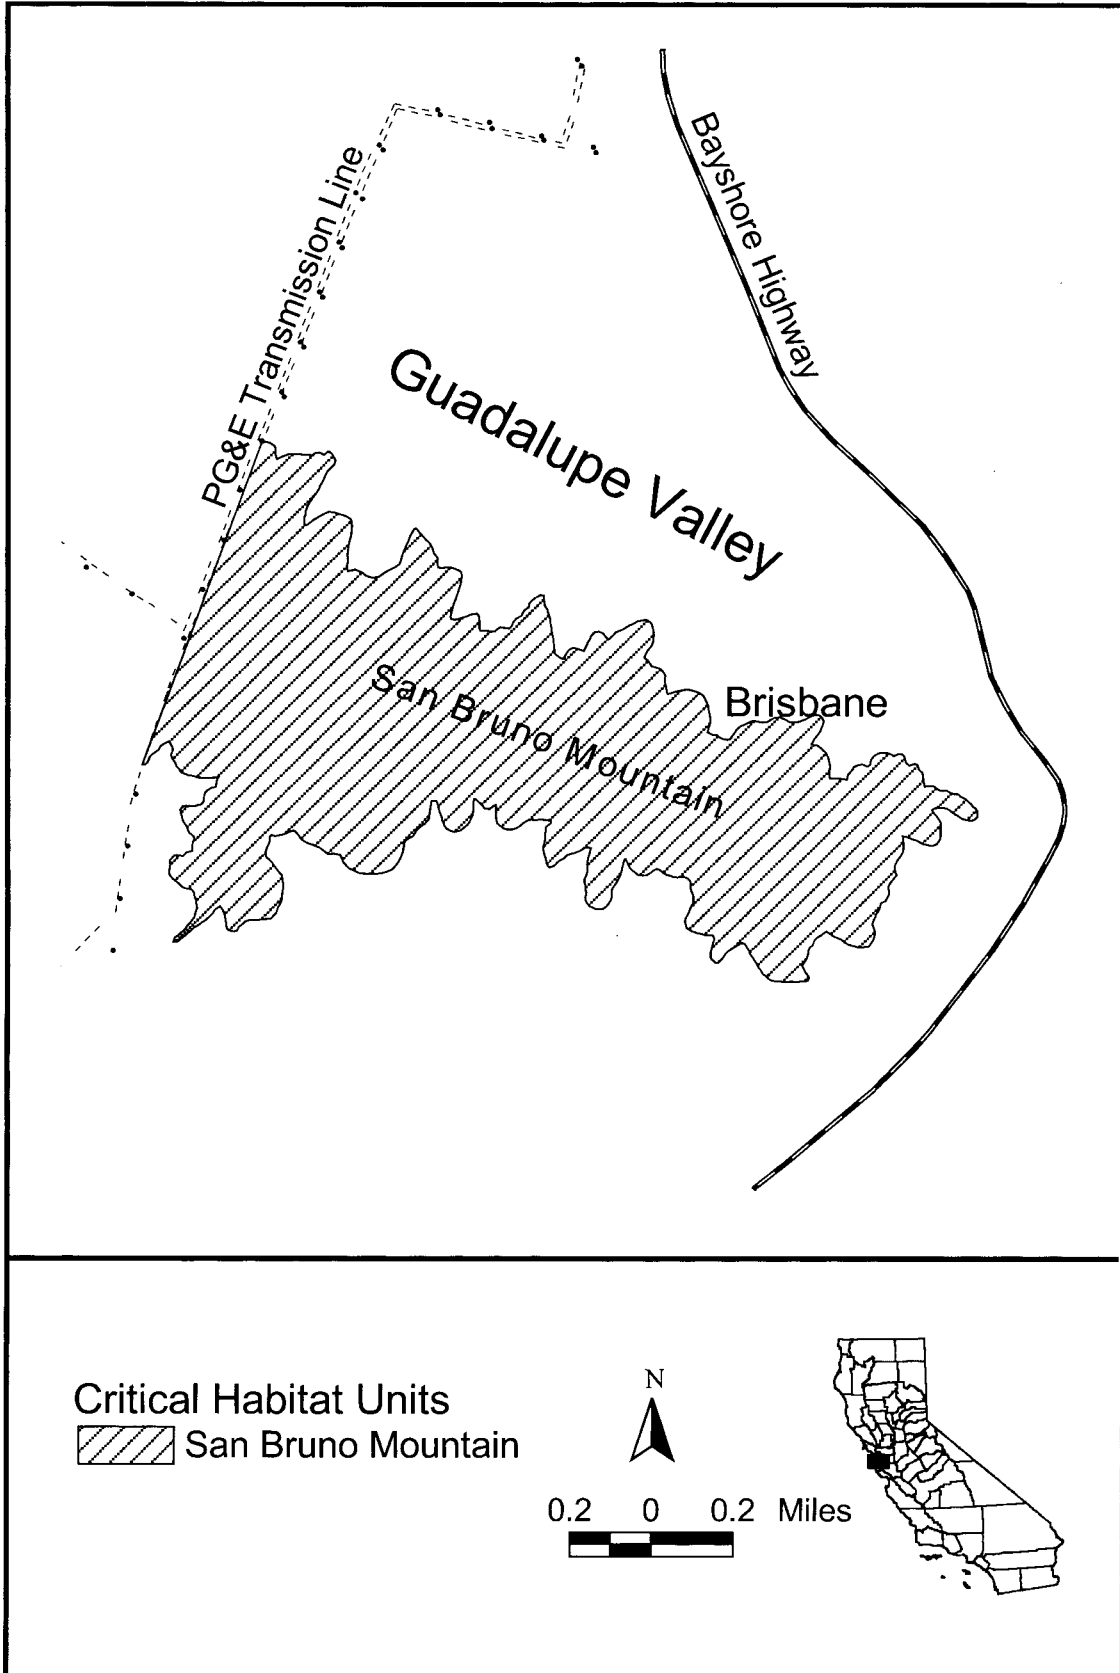 Bayshore Highway
PG&E Transmission Line
Guadalupe Valley
San Bruno Mountain
Brisbane
Critical Habitat Units
San Bruno Mountain
N
0.2 0 0.2 Miles